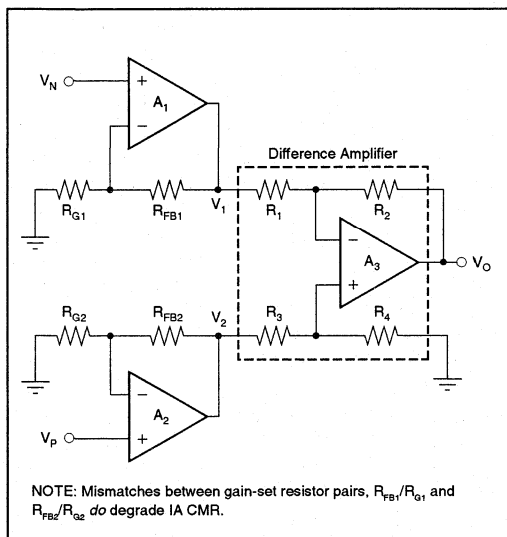 V_N
+
A_1
−
Difference Amplifier
R_G1
R_FB1
V_1
R_1
R_2
−
A_3
+
V_O
R_G2
R_FB2
V_2
R_3
R_4
−
A_2
V_P
+
NOTE: Mismatches between gain-set resistor pairs, R_FB1/R_G1 and
R_FB2/R_G2 do degrade IA CMR.